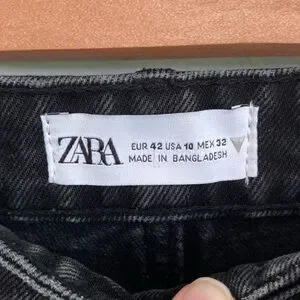 ZARA
EUR 42 USA 10 MEX 32
MADE IN BANGLADESH